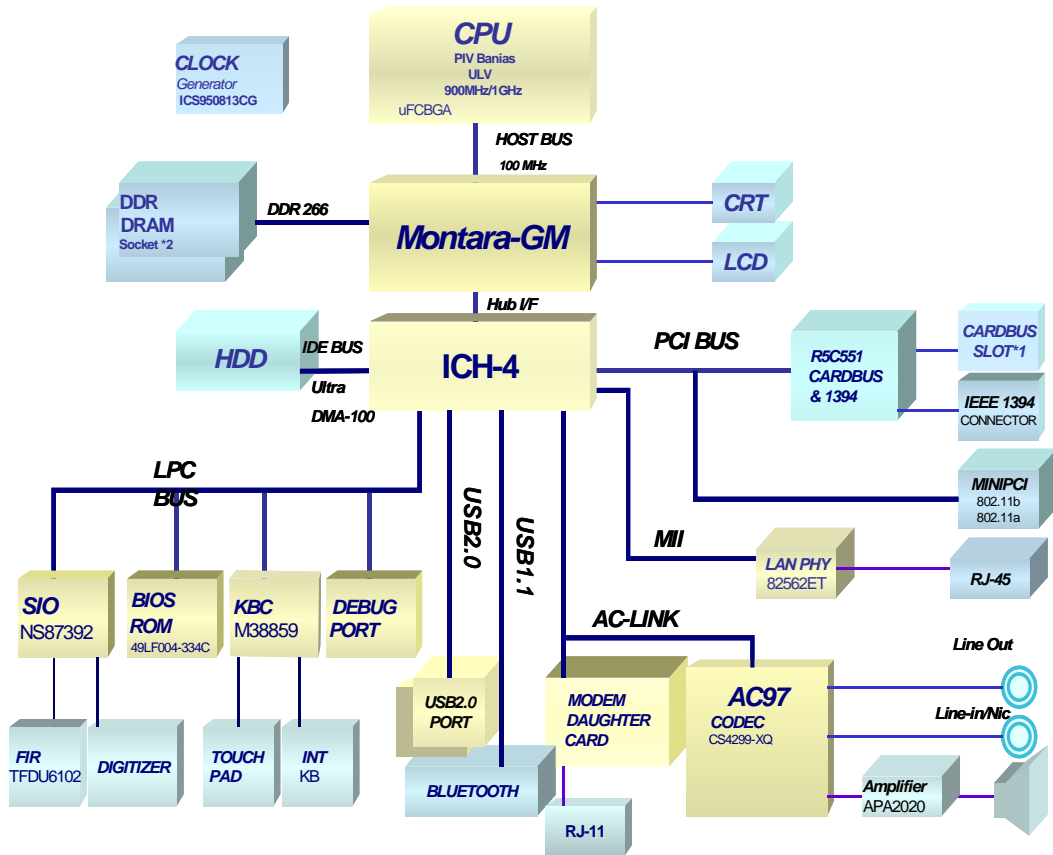 CPU
PIV Banias
ULV
900MHz/1GHz
uFCBGA
CLOCK
Generator
ICS950813CG
HOST BUS
100 MHz
DDR
DRAM
Socket *2
DDR 266
Montara-GM
CRT
LCD
Hub I/F
HDD
IDE BUS
Ultra
DMA-100
ICH-4
PCI BUS
R5C551
CARDBUS
& 1394
CARDBUS
SLOT*1
IEEE 1394
CONNECTOR
MINIPCI
802.11b
802.11a
LPC
BUS
USB2.0
USB1.1
MII
LAN PHY
82562ET
RJ-45
SIO
NS87392
BIOS
ROM
49LF004-334C
KBC
M38859
DEBUG
PORT
AC-LINK
USB2.0
PORT
MODEM
DAUGHTER
CARD
AC97
CODEC
CS4299-XQ
Line Out
Line-in/Nic
FIR
TFDU6102
DIGITIZER
TOUCH
PAD
INT
KB
BLUETOOTH
RJ-11
Amplifier
APA2020